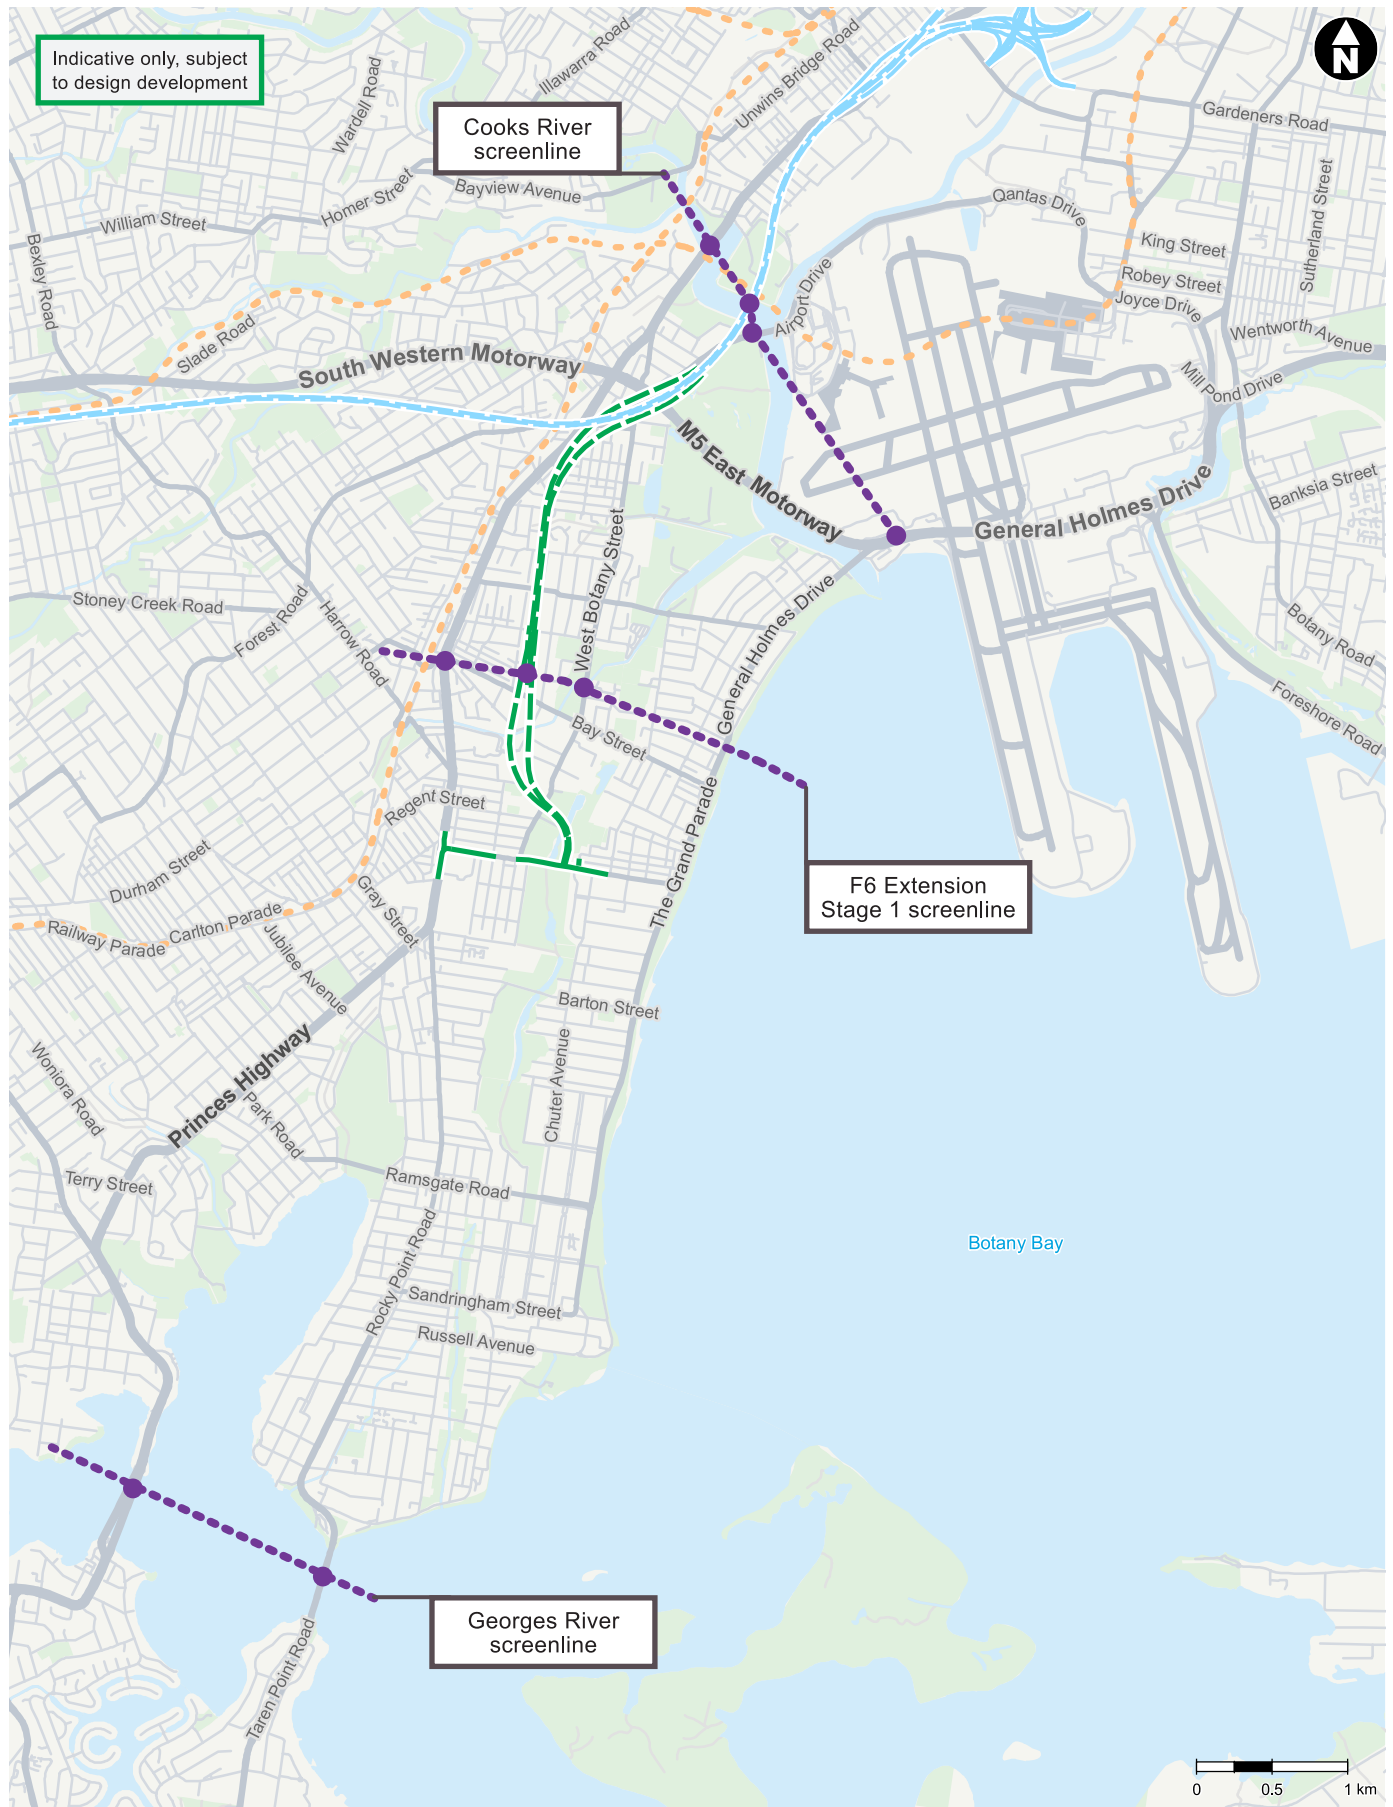 Indicative only, subject
to design development
N
Illawarra Road
Unwins Bridge Road
Wardell Road
Gardeners Road
Cooks River
screenline
Bayview Avenue
Homer Street
William Street
Bexley Road
Qantas Drive
King Street
Sutherland Street
Robey Street
Joyce Drive
Airport Drive
Wentworth Avenue
Slade Road
South Western Motorway
Mill Pond Drive
M5 East Motorway
General Holmes Drive
Banksia Street
West Botany Street
Stoney Creek Road
Forest Road
Harrow Road
General Holmes Drive
Botany Road
Foreshore Road
Bay Street
Regent Street
The Grand Parade
Durham Street
F6 Extension
Stage 1 screenline
Gray Street
Carlton Parade
Railway Parade
Jubilee Avenue
Barton Street
Chuter Avenue
Princes Highway
Woniora Road
Park Road
Terry Street
Ramsgate Road
Rocky Point Road
Botany Bay
Sandringham Street
Russell Avenue
Georges River
screenline
Taren Point Road
0 0.5 1 km